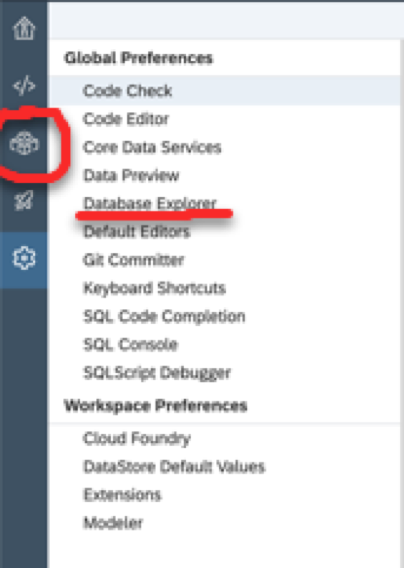 Global Preferences
Code Check
Code Editor
Core Data Services
Data Preview
Database Explorer
Default Editors
Git Committer
Keyboard Shortcuts
SQL Code Completion
SQL Console
SQLScript Debugger
Workspace Preferences
Cloud Foundry
DataStore Default Values
Extensions
Modeler